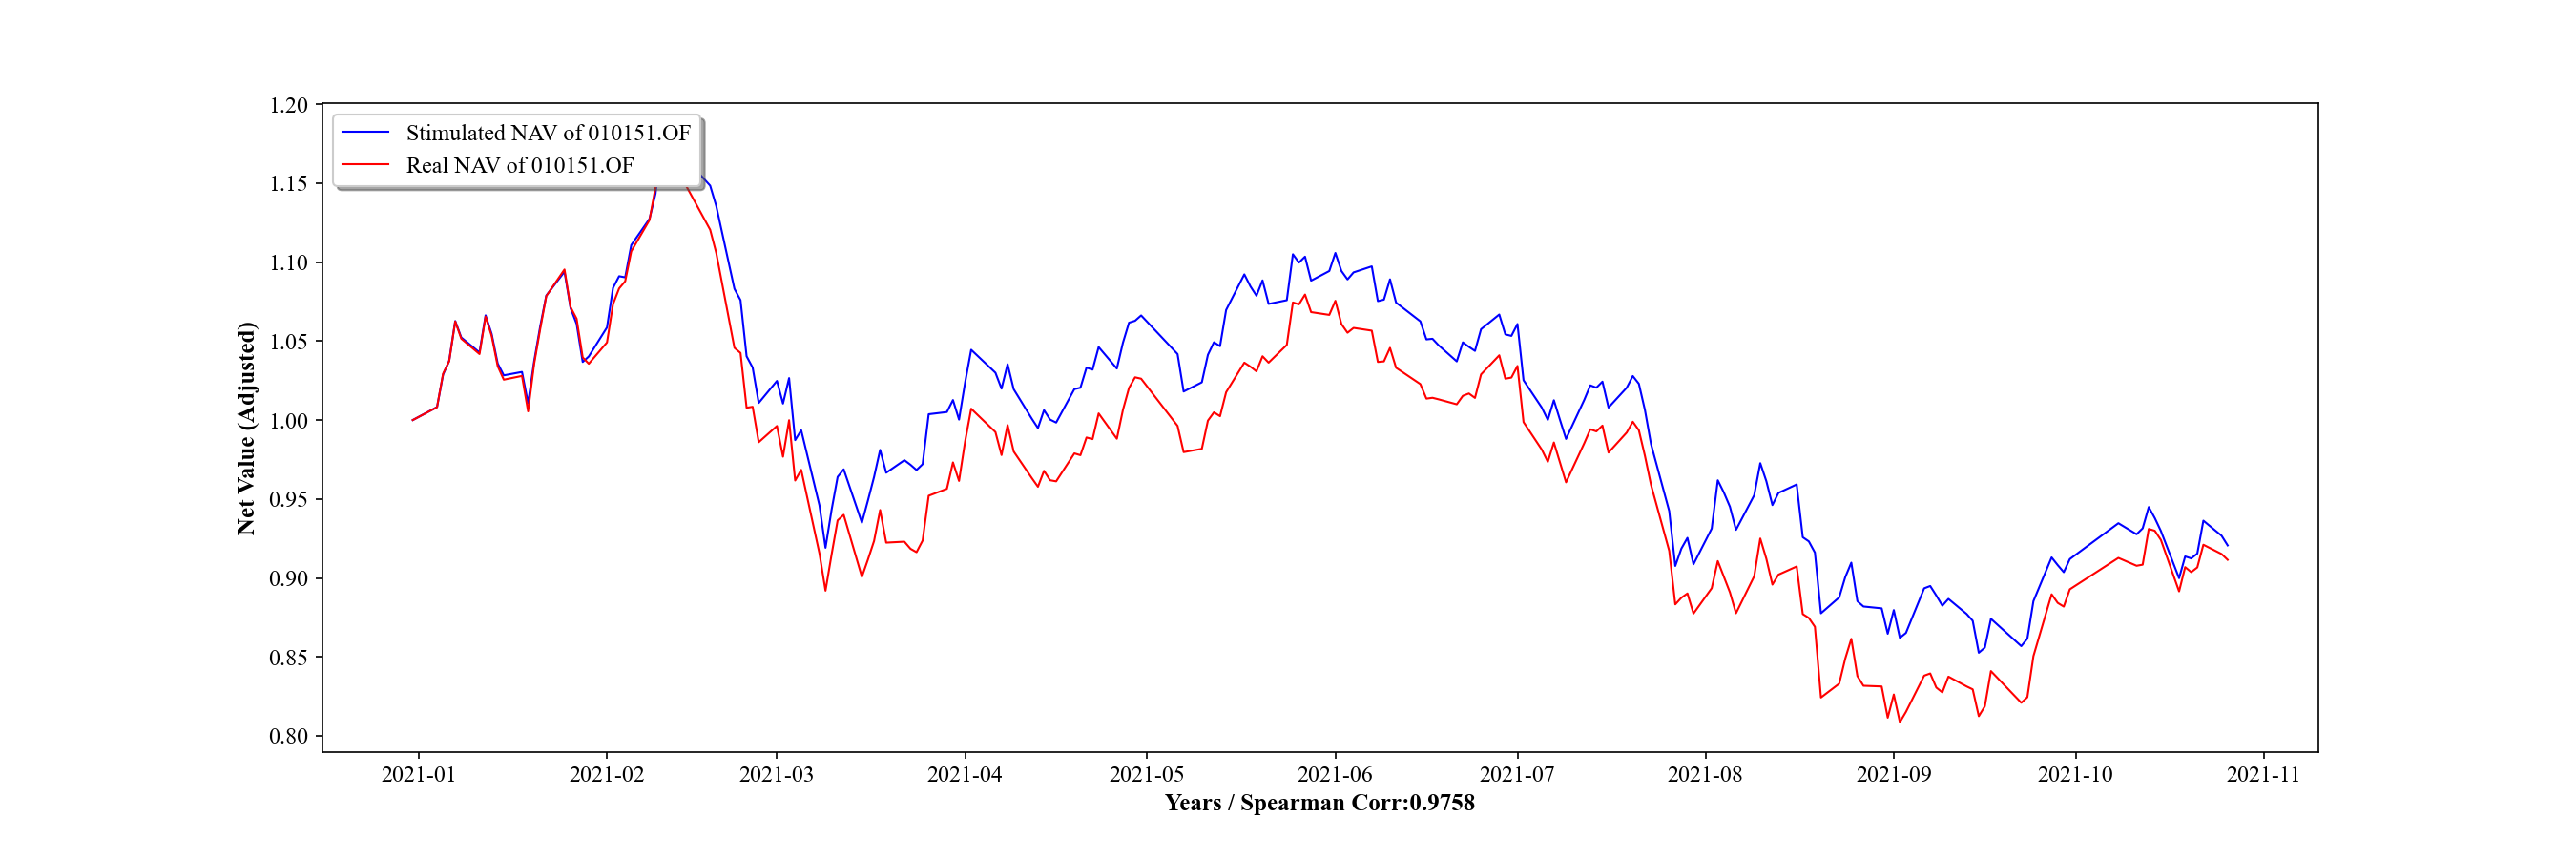 Stimulated NAV of 010151.OF
Real NAV of 010151.OF
Net Value (Adjusted)
1.20
1.15
1.10
1.05
1.00
0.95
0.90
0.85
0.80
2021-01 2021-02 2021-03 2021-04 2021-05 2021-06 2021-07 2021-08 2021-09 2021-10 2021-11
Years / Spearman Corr:0.9758